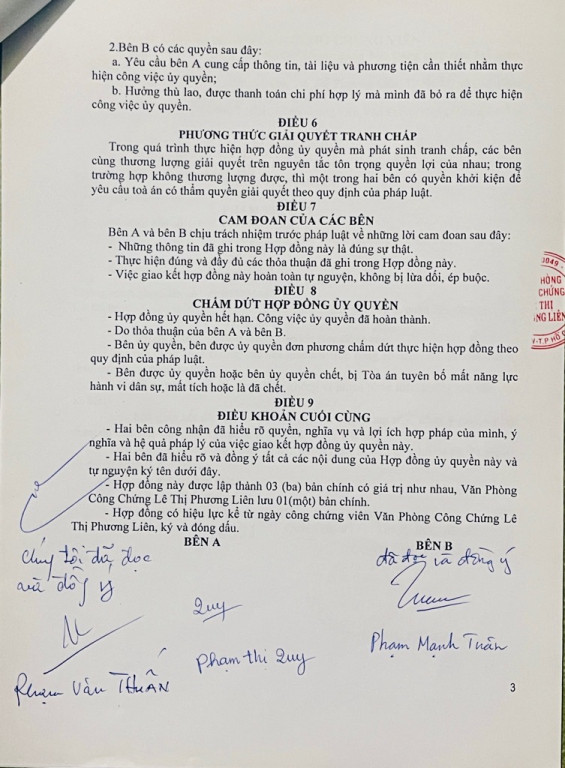 2.Bên B có các quyền sau đây:
a. Yêu cầu bên A cung cấp thông tin, tài liệu và phương tiện cần thiết nhằm thực
hiện công việc ủy quyền;
b. Hưởng thù lao, được thanh toán chi phí hợp lý mà mình đã bỏ ra để thực hiện
công việc ủy quyền.
ĐIỀU 6
PHƯƠNG THỨC GIẢI QUYẾT TRANH CHẤP
Trong quá trình thực hiện hợp đồng ủy quyền mà phát sinh tranh chấp, các bên
cùng thương lượng giải quyết trên nguyên tắc tôn trọng quyền lợi của nhau; trong
trường hợp không thương lượng được, thì một trong hai bên có quyền khởi kiện để
yêu cầu toà án có thẩm quyền giải quyết theo quy định của pháp luật.
ĐIỀU 7
CAM ĐOAN CỦA CÁC BÊN
Bên A và bên B chịu trách nhiệm trước pháp luật về những lời cam đoan sau đây:
- Những thông tin đã ghi trong Hợp đồng này là đúng sự thật.
- Thực hiện đúng và đầy đủ các thỏa thuận đã ghi trong Hợp đồng này.
- Việc giao kết hợp đồng này hoàn toàn tự nguyện, không bị lừa dối, ép buộc.
ĐIỀU 8
CHẤM DỨT HỢP ĐỒNG ỦY QUYỀN
- Hợp đồng ủy quyền hết hạn. Công việc ủy quyền đã hoàn thành.
- Do thỏa thuận của bên A và bên B.
- Bên ủy quyền, bên được ủy quyền đơn phương chấm dứt thực hiện hợp đồng theo
quy định của pháp luật.
- Bên được ủy quyền hoặc bên ủy quyền chết, bị Tòa án tuyên bố mất năng lực
hành vi dân sự, mất tích hoặc là đã chết.
ĐIỀU 9
ĐIỀU KHOẢN CUỐI CÙNG
- Hai bên công nhận đã hiểu rõ quyền, nghĩa vụ và lợi ích hợp pháp của mình, ý
nghĩa và hệ quả pháp lý của việc giao kết hợp đồng ủy quyền này.
- Hai bên đã hiểu rõ và đồng ý tất cả các nội dung của Hợp đồng ủy quyền này và
tự nguyện ký tên dưới đây.
- Hợp đồng này được lập thành 03 (ba) bản chính có giá trị như nhau, Văn Phòng
Công Chứng Lê Thị Phương Liên lưu 01(một) bản chính.
- Hợp đồng có hiệu lực kể từ ngày công chứng viên Văn Phòng Công Chứng Lê
Thị Phương Liên, ký và đóng dấu.
BÊN A
BÊN B
chúng tôi đã đọc
và đồng ý
đã đọc và đồng ý
Quy
Phạm Văn THUẤN
Phạm thị Quy
Phạm Mạnh Tuân
3
HÒNG
CHỨNG
THỊ
NG LIÊN